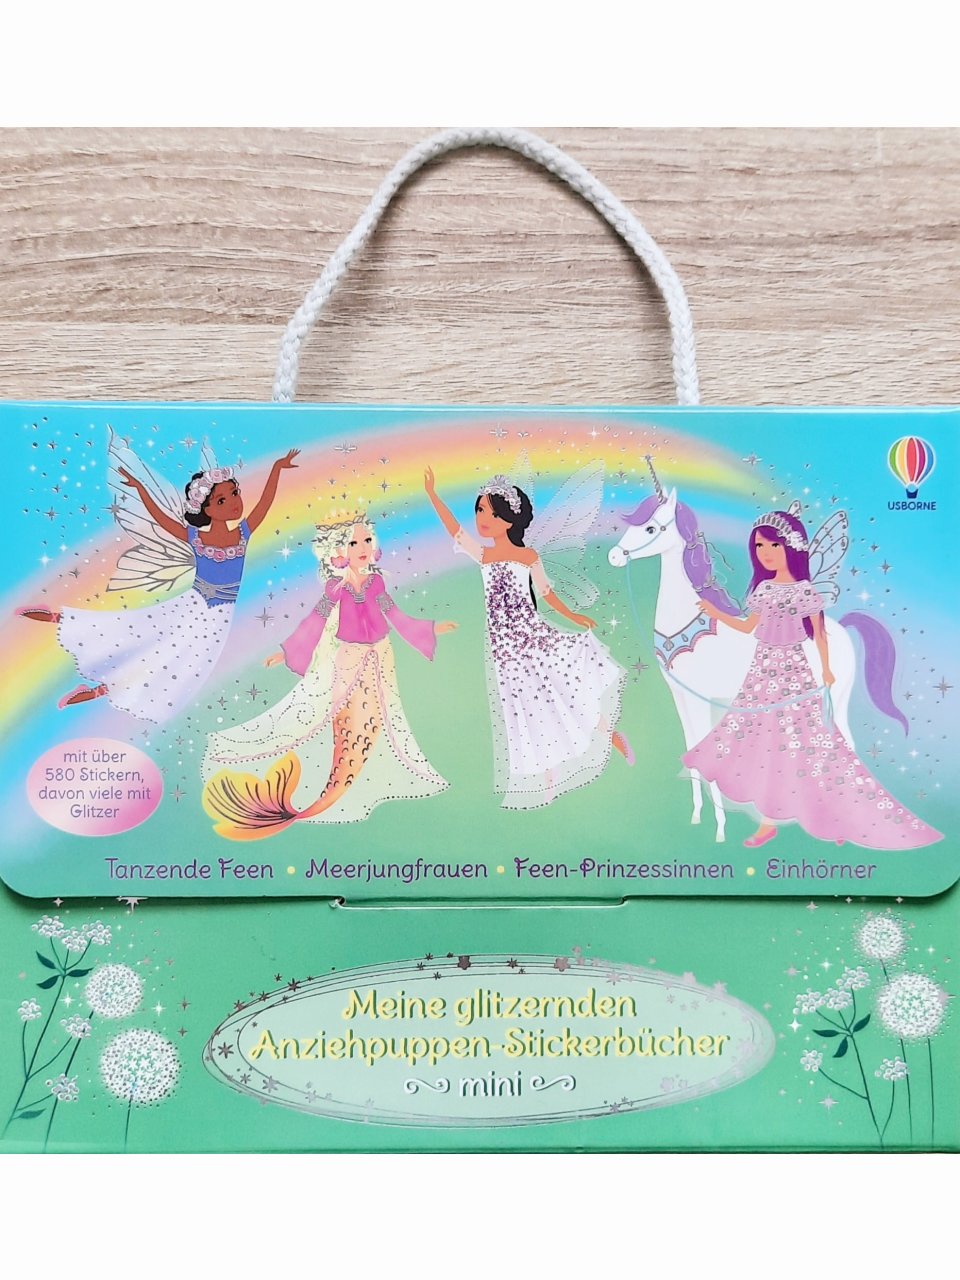 USBORNE
mit über
580 Stickern,
davon viele mit
Glitzer
Tanzende Feen • Meerjungfrauen • Feen-Prinzessinnen • Einhörner
Meine glitzernden
Anziehpuppen-Stickerbücher
mini